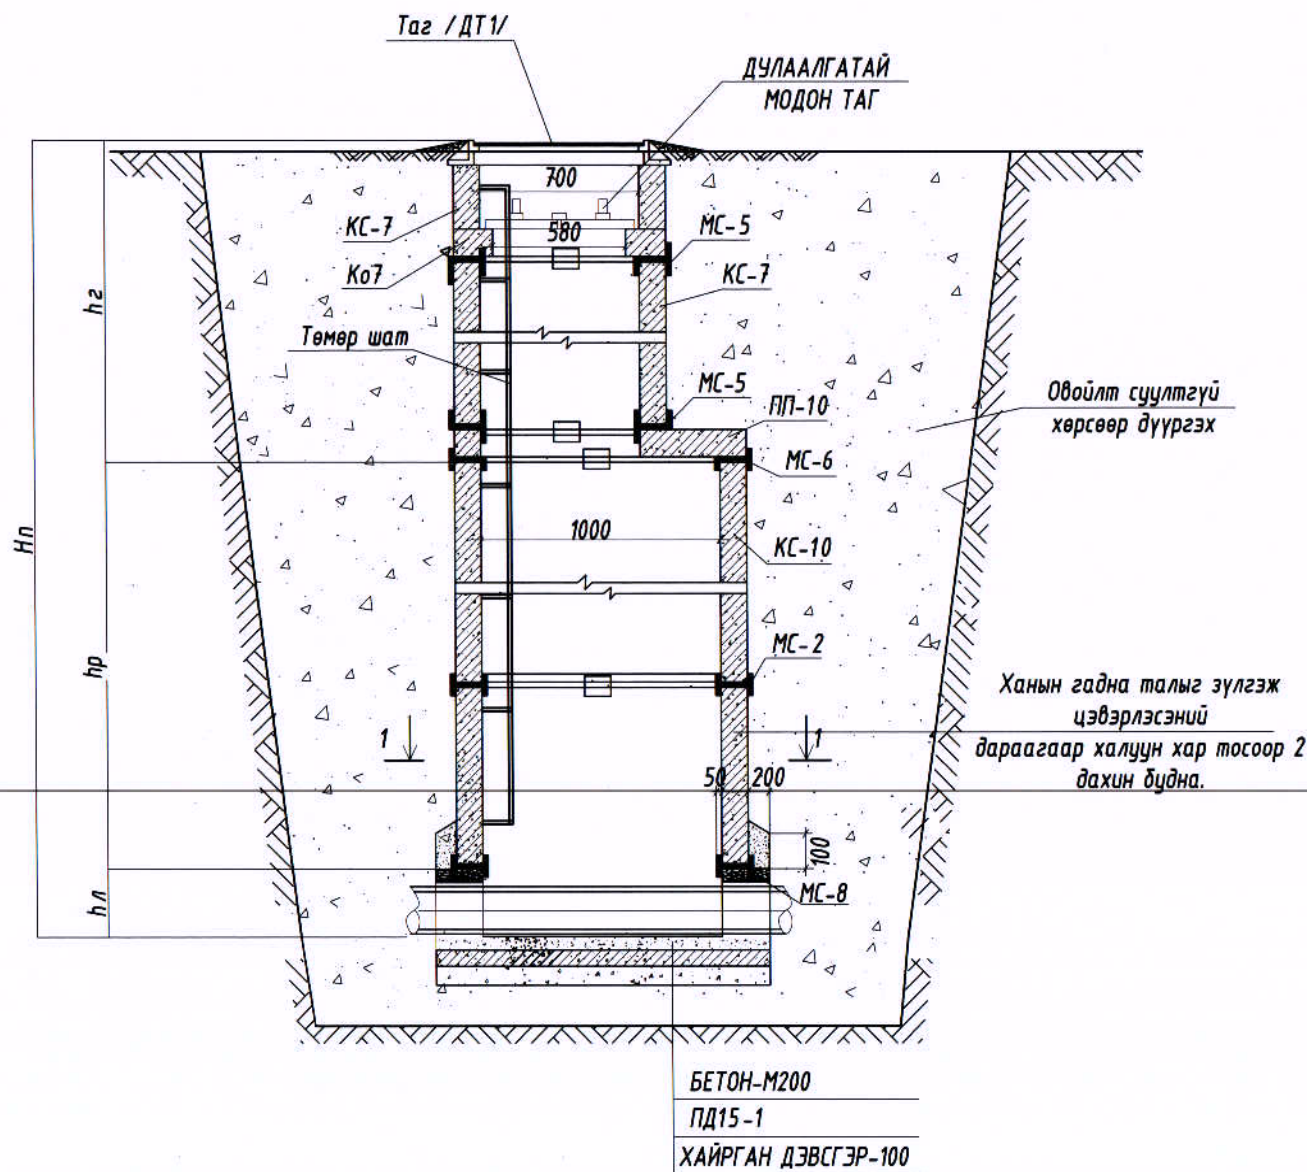 Таг /ДТ1/
ДУЛААЛГАТАЙ
МОДОН ТАГ
700
КС-7
580
МС-5
Ко7
КС-7
hг
Төмөр шат
МС-5
ПП-10
Овойлт суултгүй
хөрсөөр дүүргэх
МС-6
Нп
1000
КС-10
hр
МС-2
Ханын гадна талыг зүлгэж
цэвэрлэсэний
дараагаар халуун хар тосоор 2
дахин будна.
1
1
50
200
100
hл
МС-8
БЕТОН-М200
ПД15-1
ХАЙРГАН ДЭВСГЭР-100